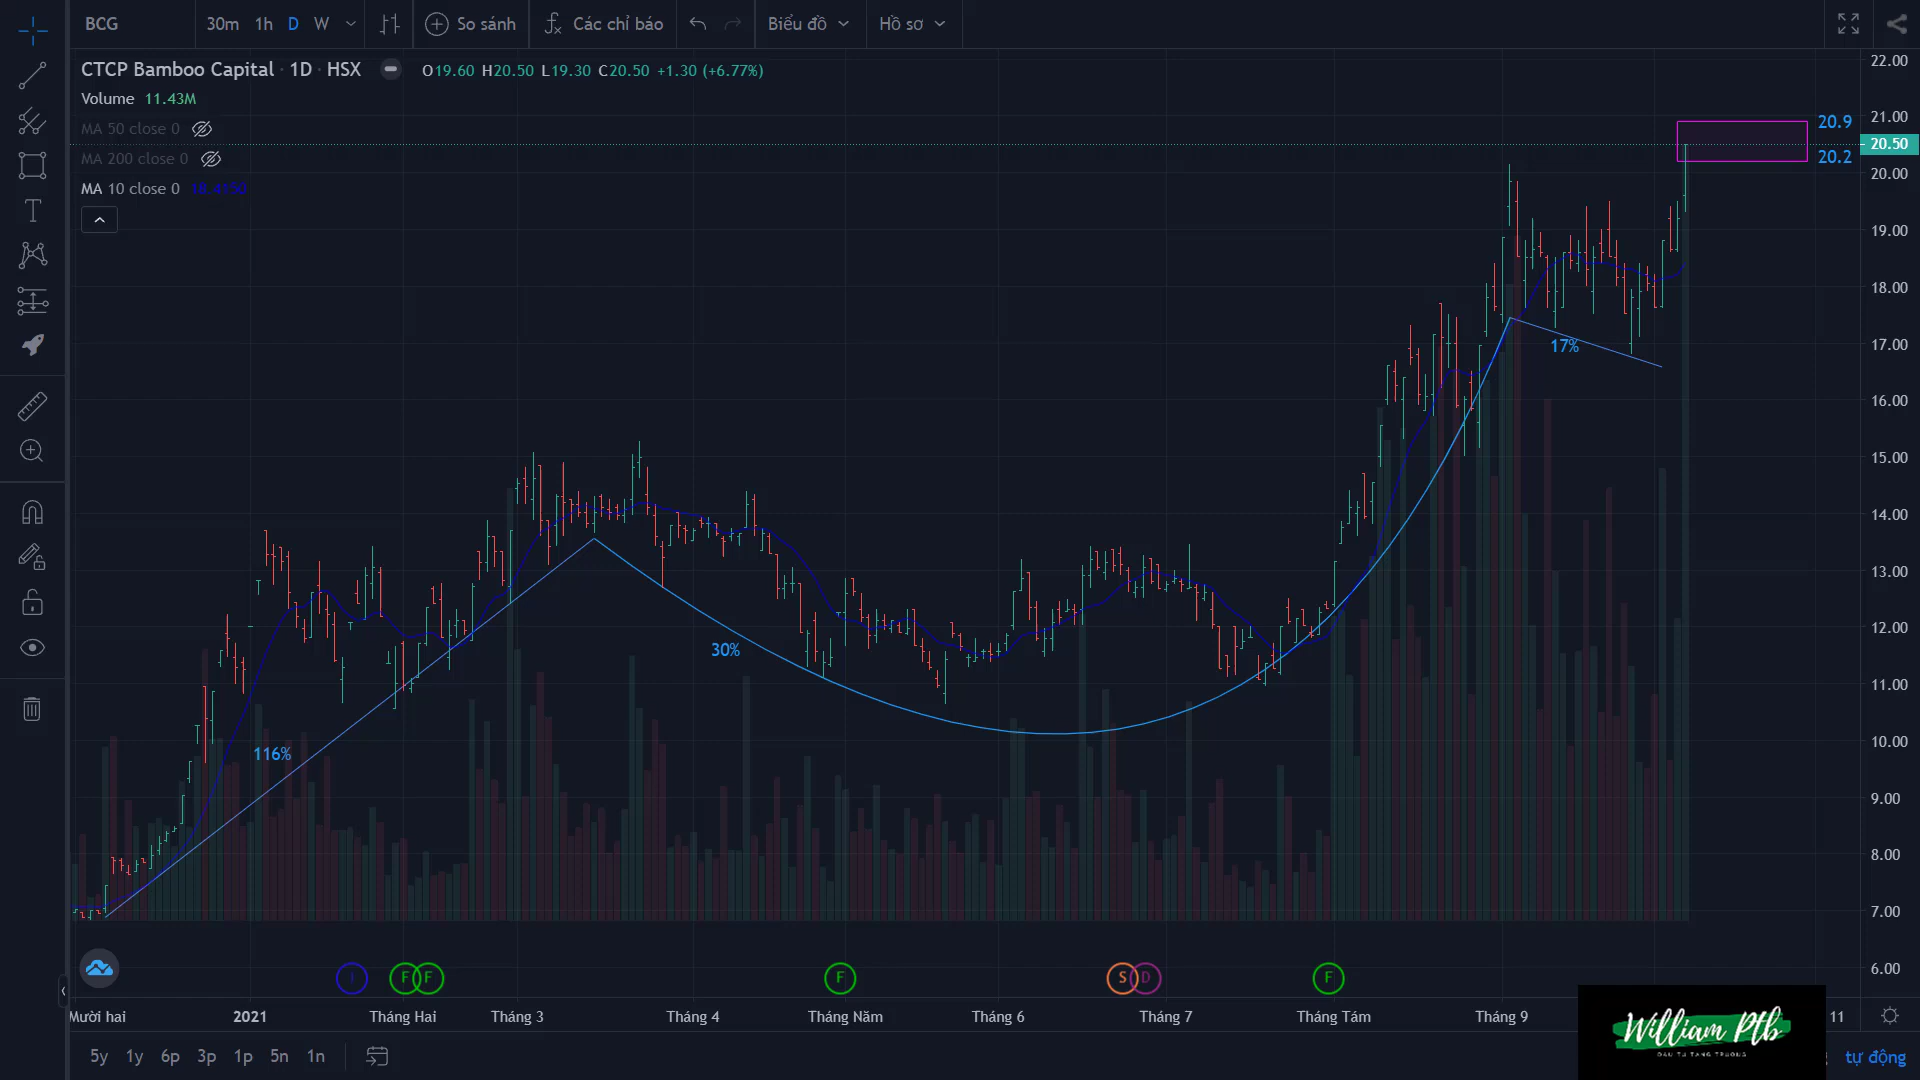 BCG 30m 1h D W So sánh Các chỉ báo Biểu đồ Hồ sơ
CTCP Bamboo Capital · 1D · HSX O19.60 H20.50 L19.30 C20.50 +1.30 (+6.77%)
Volume 11.43M
MA 50 close 0
MA 200 close 0
MA 10 close 0
22.00
21.00
20.9
20.50
20.2
20.00
19.00
18.00
17.00
16.00
15.00
14.00
13.00
12.00
11.00
10.00
9.00
8.00
7.00
6.00
17%
30%
116%
F F F S D F
Mười hai 2021 Tháng Hai Tháng 3 Tháng 4 Tháng Năm Tháng 6 Tháng 7 Tháng Tám Tháng 9 11
William Ptb
ĐẦU TƯ TĂNG TRƯỞNG
5y 1y 6p 3p 1p 5n 1n tự động